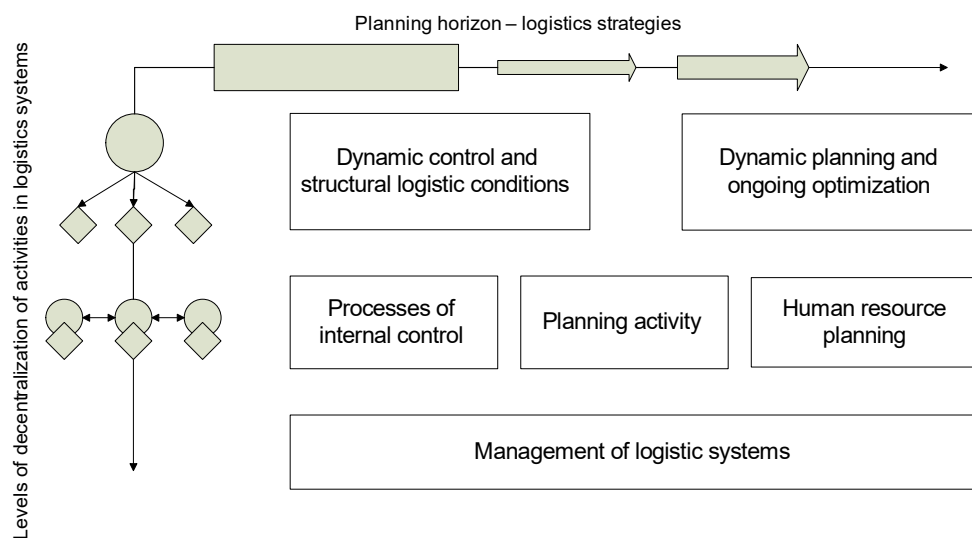 Planning horizon – logistics strategies
Levels of decentralization of activities in logistics systems
Dynamic control and
structural logistic conditions
Dynamic planning and
ongoing optimization
Processes of
internal control
Planning activity
Human resource
planning
Management of logistic systems